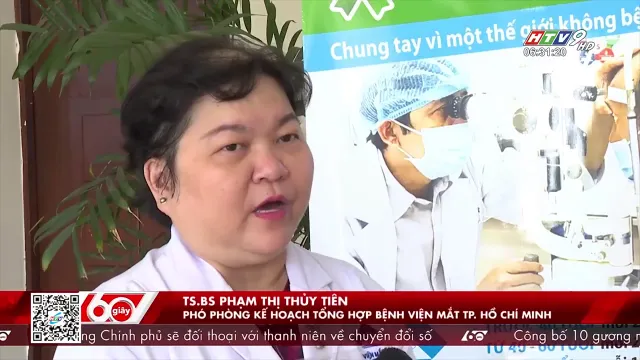 Chung tay vì một thế giới không bệ
HTV9 HD
06:31:20
TS.BS PHẠM THỊ THỦY TIÊN
60 giây
PHÓ PHÒNG KẾ HOẠCH TỔNG HỢP BỆNH VIỆN MẮT TP. HỒ CHÍ MINH
ớng Chính phủ sẽ đối thoại với thanh niên về chuyển đổi số 60 Công bố 10 gương